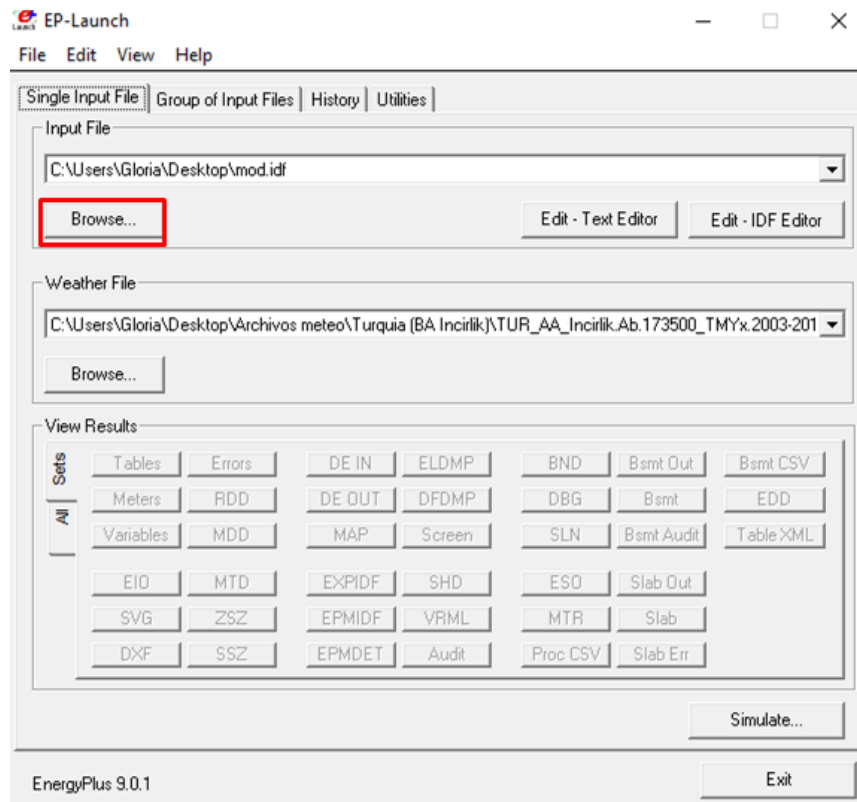 EP-Launch
File Edit View Help
Single Input File Group of Input Files History Utilities
Input File
C:\Users\Gloria\Desktop\mod.idf
Browse... Edit - Text Editor Edit - IDF Editor
Weather File
C:\Users\Gloria\Desktop\Archivos meteo\Turquia (BA Incirlik)\TUR_AA_Incirlik.Ab.173500_TMYx.2003-201
Browse...
View Results
Sets
All
Tables Errors DE IN ELDMP BND Bsmt Out Bsmt CSV
Meters RDD DE OUT DFDMP DBG Bsmt EDD
Variables MDD MAP Screen SLN Bsmt Audit Table XML
EIO MTD EXPIDF SHD ESO Slab Out
SVG ZSZ EPMIDF VRML MTR Slab
DXF SSZ EPMDET Audit Proc CSV Slab Err
Simulate...
EnergyPlus 9.0.1 Exit